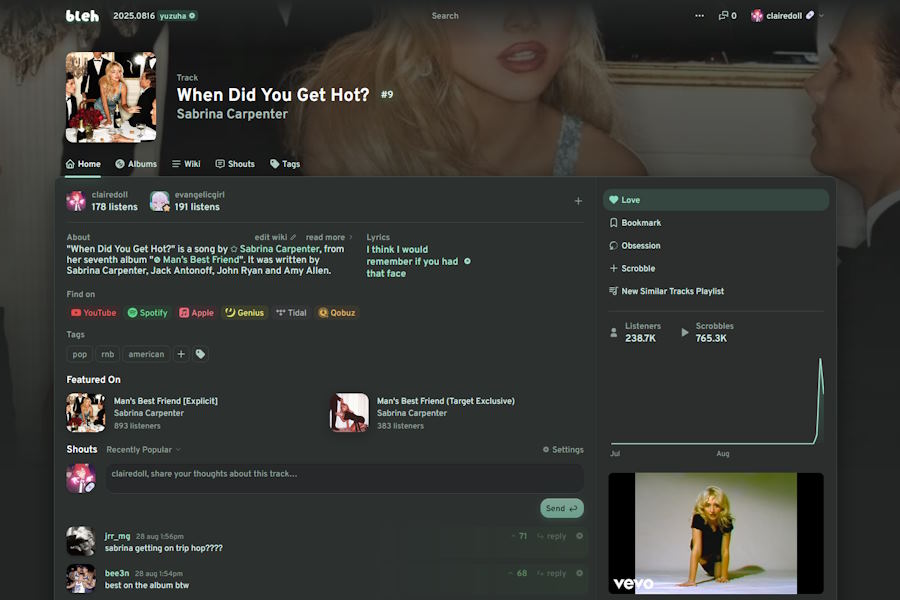 bleh 2025.0816 yuzuha
Search
0 clairedoll
Track
When Did You Get Hot? #9
Sabrina Carpenter
Home Albums Wiki Shouts Tags
clairedoll
178 listens
evangelicgirl
191 listens
About edit wiki read more
"When Did You Get Hot?" is a song by Sabrina Carpenter, from
her seventh album "Man's Best Friend". It was written by
Sabrina Carpenter, Jack Antonoff, John Ryan and Amy Allen.
Lyrics
I think I would
remember if you had
that face
Find on
YouTube Spotify Apple Genius Tidal Qobuz
Tags
pop rnb american +
Featured On
Man's Best Friend [Explicit]
Sabrina Carpenter
893 listeners
Man's Best Friend (Target Exclusive)
Sabrina Carpenter
383 listeners
Shouts Recently Popular Settings
clairedoll, share your thoughts about this track...
Send
jrr_mg 28 aug 1:56pm 71 reply
sabrina getting on trip hop????
bee3n 28 aug 1:54pm 68 reply
best on the album btw
Love
Bookmark
Obsession
Scrobble
New Similar Tracks Playlist
Listeners
238.7K
Scrobbles
765.3K
Jul Aug
vevo